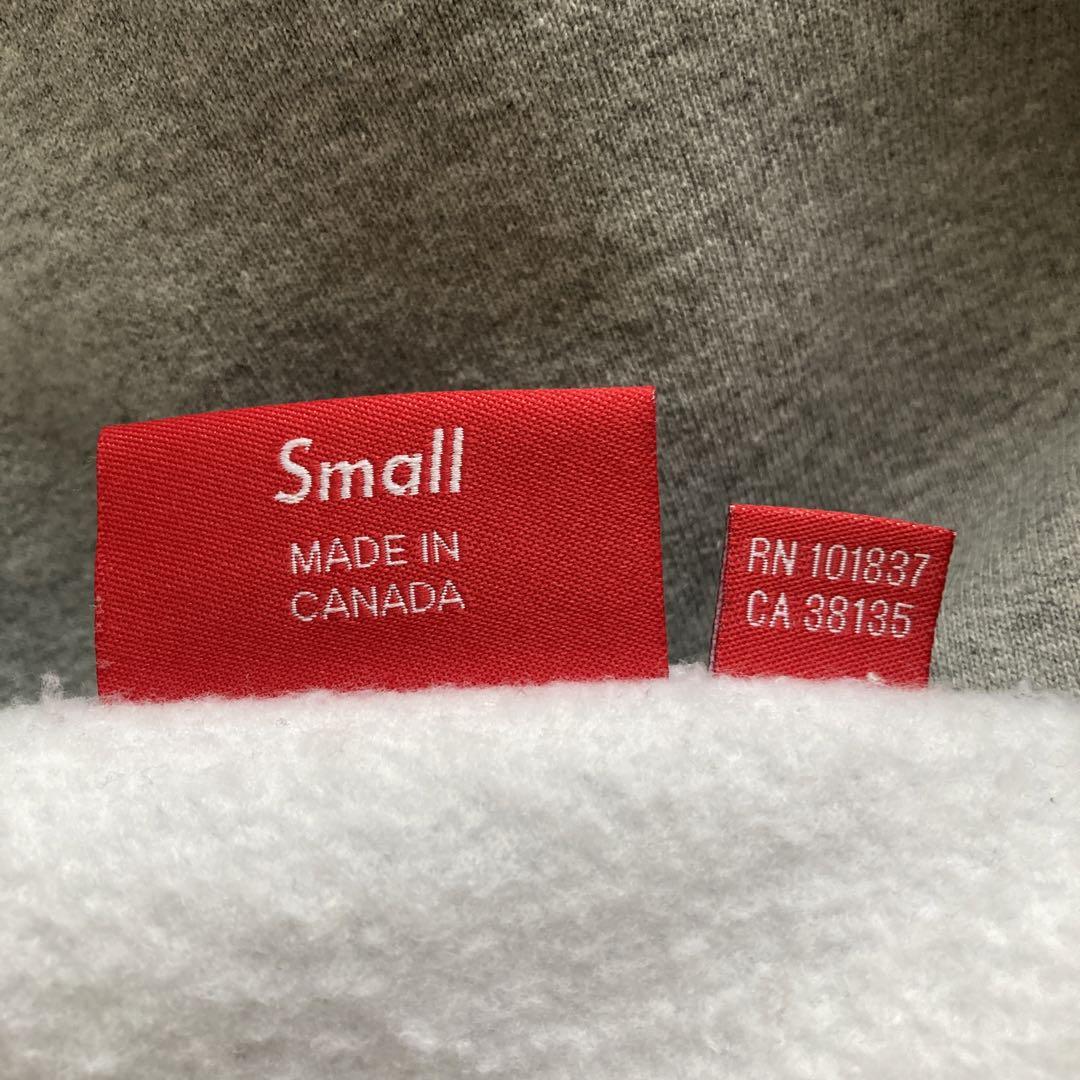 Small
MADE IN
CANADA
RN 101837
CA 38135